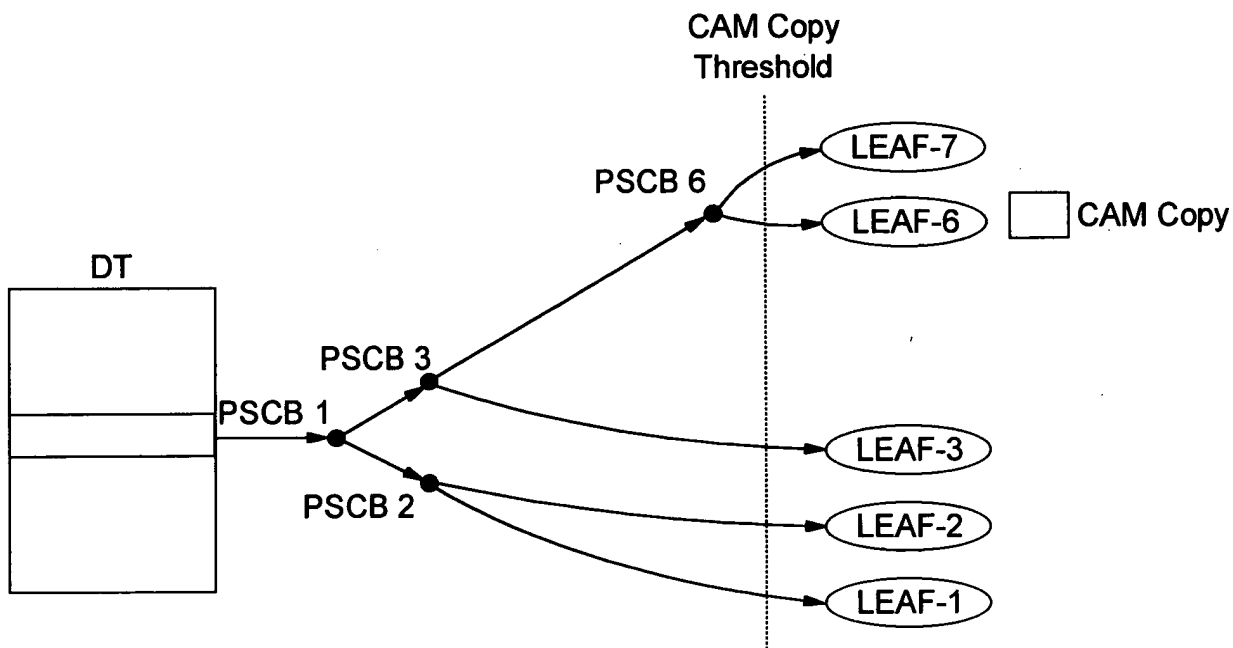 CAM Copy
Threshold
LEAF-7
PSCB 6
LEAF-6
CAM Copy
DT
PSCB 3
PSCB 1
LEAF-3
PSCB 2
LEAF-2
LEAF-1